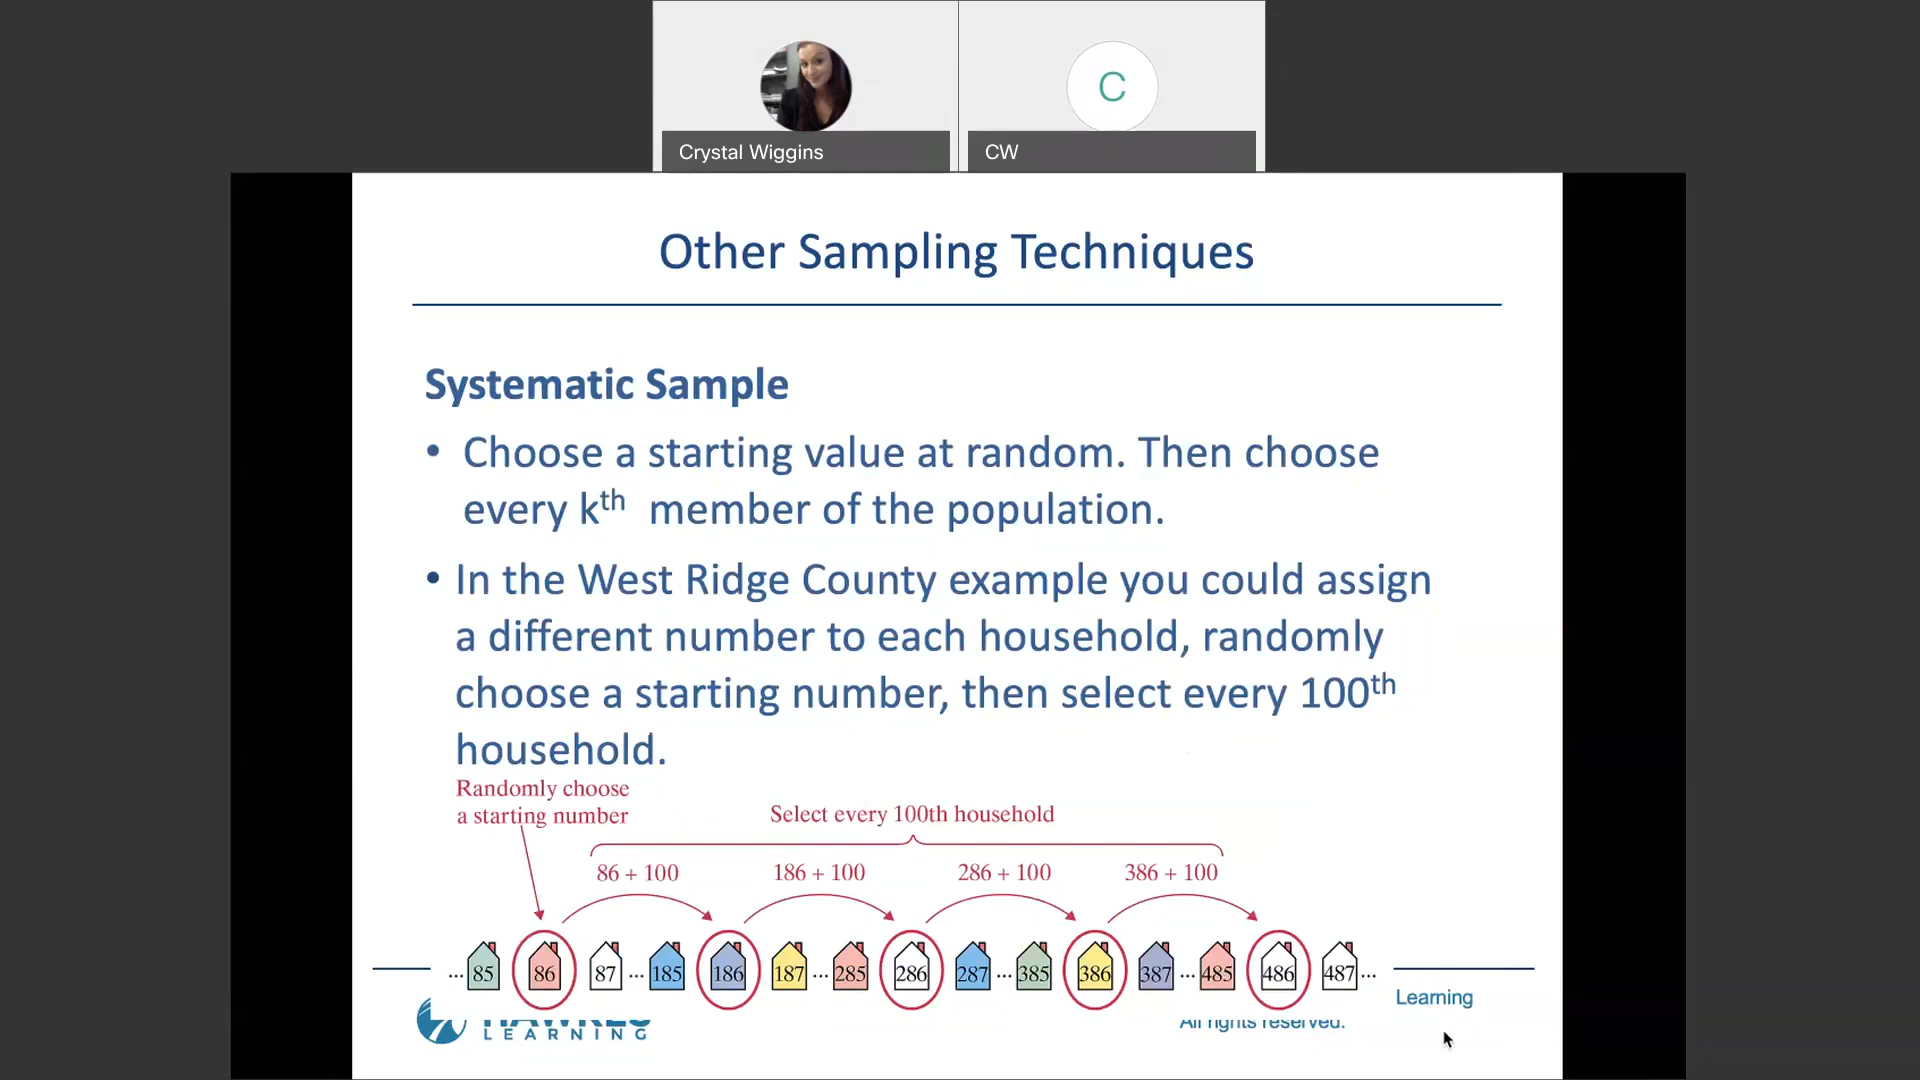 Crystal Wiggins
C
CW
Other Sampling Techniques
Systematic Sample
• Choose a starting value at random. Then choose
every kth member of the population.
• In the West Ridge County example you could assign
a different number to each household, randomly
choose a starting number, then select every 100th
household.
Randomly choose
a starting number
Select every 100th household
86 + 100
186 + 100
286 + 100
386 + 100
... 85 86 87 ... 185 186 187 ... 285 286 287 ... 385 386 387 ... 485 486 487 ...
Learning
HAWKES
All rights reserved.
LEARNING